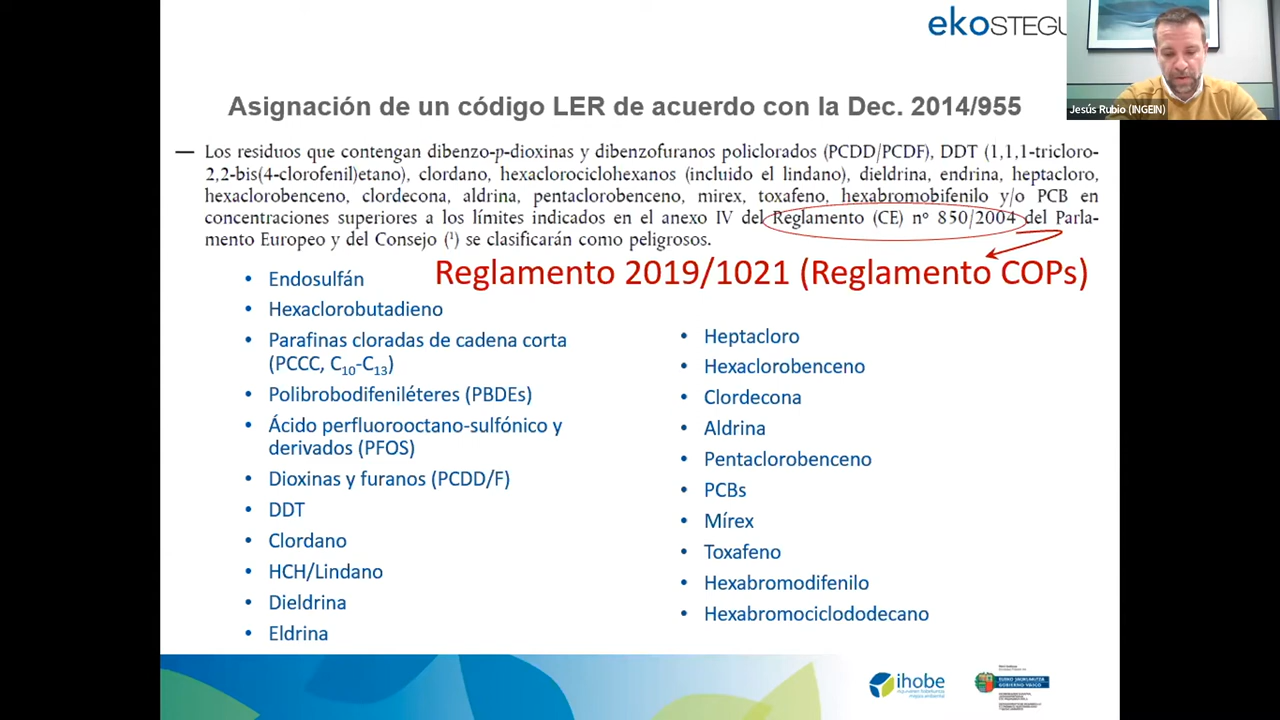 ekoSTEGU
Jesús Rubio (INGEIN)
Asignación de un código LER de acuerdo con la Dec. 2014/955
— Los residuos que contengan dibenzo-p-dioxinas y dibenzofuranos policlorados (PCDD/PCDF), DDT (1,1,1-tricloro-
2,2-bis(4-clorofenil)etano), clordano, hexaclorociclohexanos (incluido el lindano), dieldrina, endrina, heptacloro,
hexaclorobenceno, clordecona, aldrina, pentaclorobenceno, mirex, toxafeno, hexabromobifenilo y/o PCB en
concentraciones superiores a los límites indicados en el anexo IV del Reglamento (CE) nº 850/2004 del Parla-
mento Europeo y del Consejo (¹) se clasificarán como peligrosos.
Reglamento 2019/1021 (Reglamento COPs)
• Endosulfán
• Hexaclorobutadieno
• Parafinas cloradas de cadena corta
(PCCC, C10-C13)
• Polibrobodifeniléteres (PBDEs)
• Ácido perfluorooctano-sulfónico y
derivados (PFOS)
• Dioxinas y furanos (PCDD/F)
• DDT
• Clordano
• HCH/Lindano
• Dieldrina
• Eldrina
• Heptacloro
• Hexaclorobenceno
• Clordecona
• Aldrina
• Pentaclorobenceno
• PCBs
• Mírex
• Toxafeno
• Hexabromodifenilo
• Hexabromociclododecano
ihobe
EUSKO JAURLARITZA
GOBIERNO VASCO